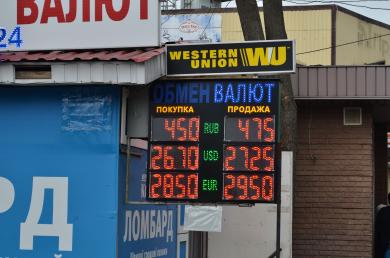 ВАЛЮТ
24
WESTERN
UNION WU
ОБМЕН ВАЛЮТ
ПОКУПКА ПРОДАЖА
450 RUB 475
2670 USD 2725
2850 EUR 2950
РД
ЛОМБАРД